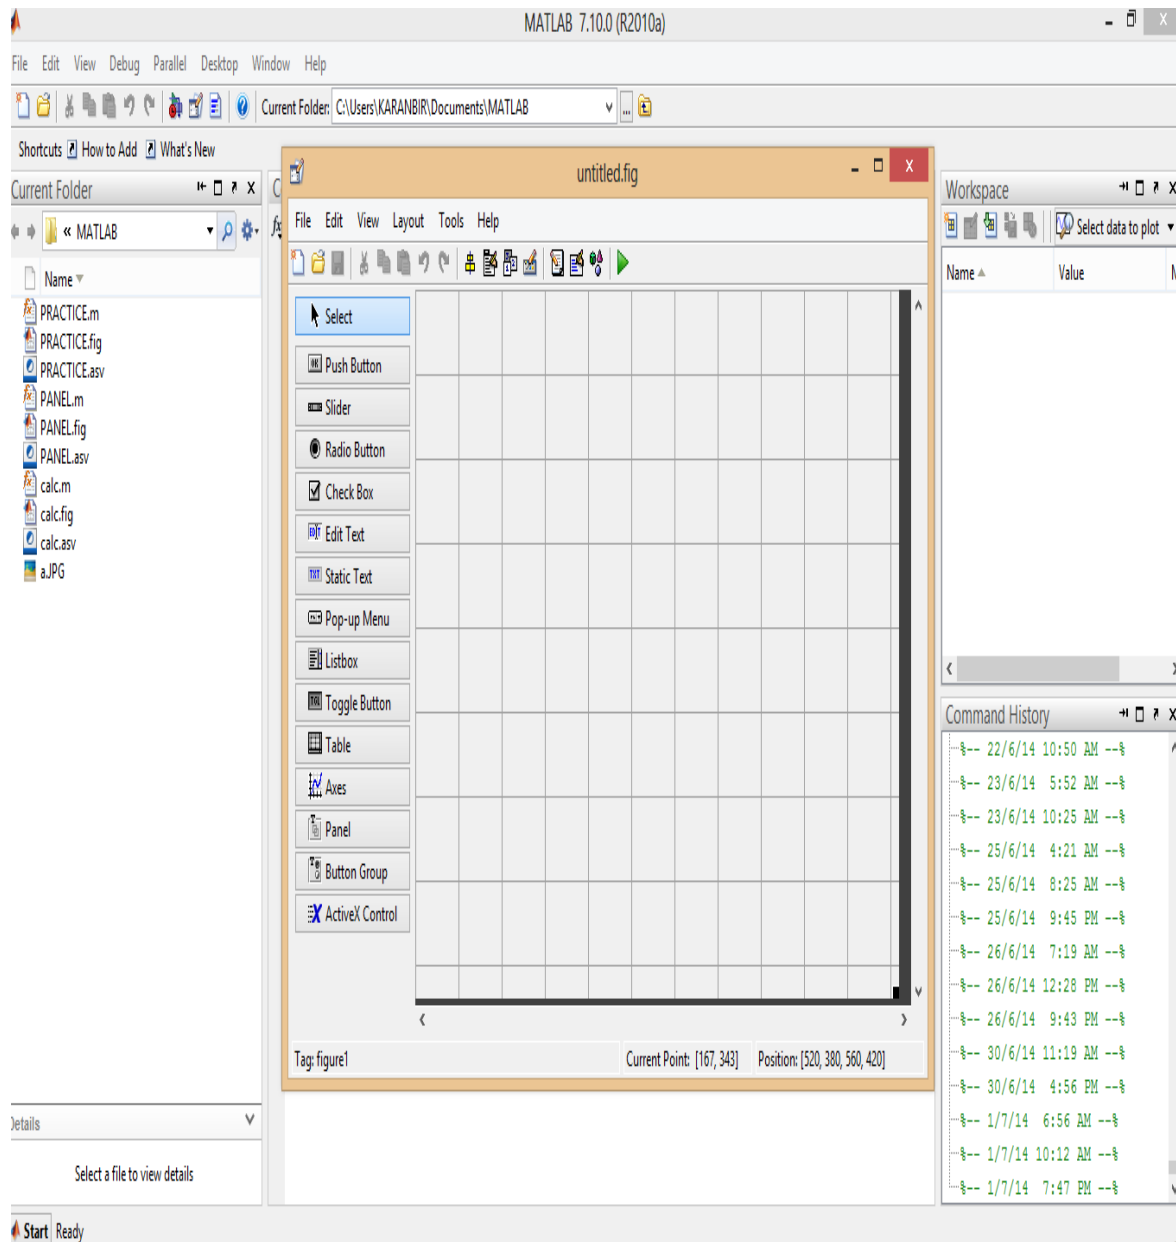 MATLAB 7.10.0 (R2010a)
File Edit View Debug Parallel Desktop Window Help
Current Folder: C:\Users\KARANBIR\Documents\MATLAB
Shortcuts How to Add What's New
Current Folder
« MATLAB
Name
PRACTICE.m
PRACTICE.fig
PRACTICE.asv
PANEL.m
PANEL.fig
PANEL.asv
calc.m
calc.fig
calc.asv
a.JPG
Details
Select a file to view details
Start Ready
untitled.fig
File Edit View Layout Tools Help
Select
Push Button
Slider
Radio Button
Check Box
Edit Text
Static Text
Pop-up Menu
Listbox
Toggle Button
Table
Axes
Panel
Button Group
ActiveX Control
Tag: figure1 Current Point: [167, 343] Position: [520, 380, 560, 420]
Workspace
Select data to plot
Name Value
Command History
%-- 22/6/14 10:50 AM --%
%-- 23/6/14 5:52 AM --%
%-- 23/6/14 10:25 AM --%
%-- 25/6/14 4:21 AM --%
%-- 25/6/14 8:25 AM --%
%-- 25/6/14 9:45 PM --%
%-- 26/6/14 7:19 AM --%
%-- 26/6/14 12:28 PM --%
%-- 26/6/14 9:43 PM --%
%-- 30/6/14 11:19 AM --%
%-- 30/6/14 4:56 PM --%
%-- 1/7/14 6:56 AM --%
%-- 1/7/14 10:12 AM --%
%-- 1/7/14 7:47 PM --%